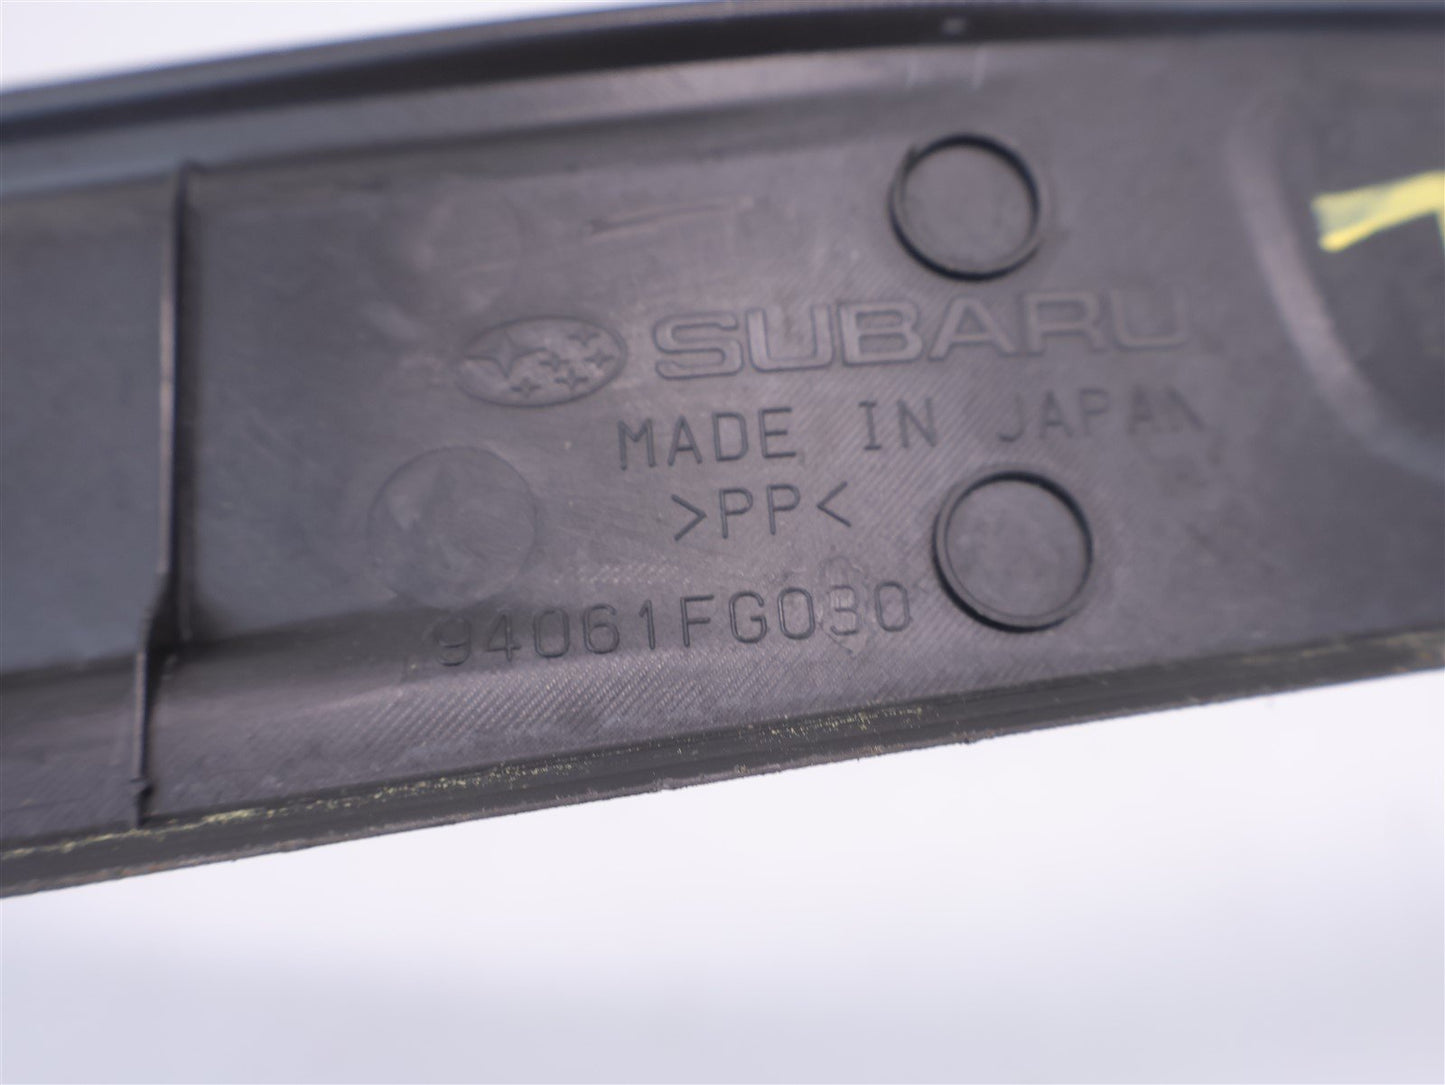 SUBARU
MADE IN JAPAN
>PP<
94061FG030